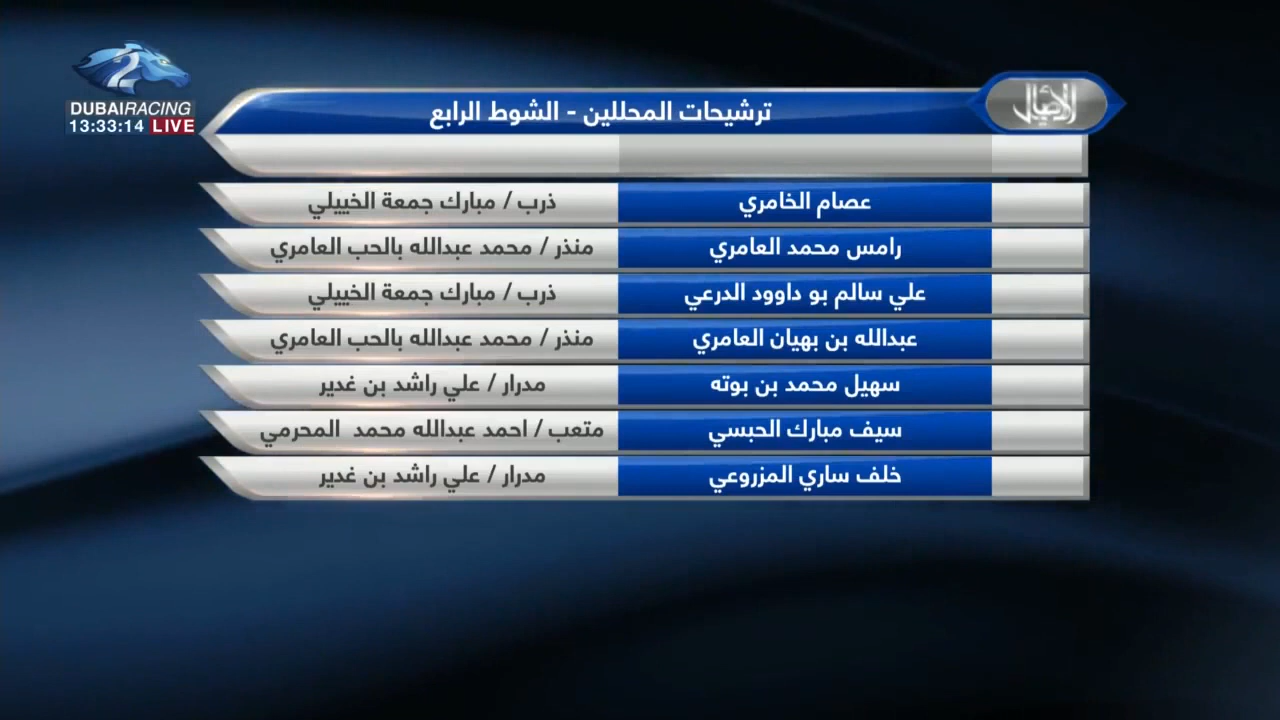 DUBAI RACING
13:33:14 LIVE
ترشيحات المحللين - الشوط الرابع
عصام الخامري ذرب / مبارك جمعة الخييلي
رامس محمد العامري منذر / محمد عبدالله بالحب العامري
علي سالم بو داوود الدرعي ذرب / مبارك جمعة الخييلي
عبدالله بن بهيان العامري منذر / محمد عبدالله بالحب العامري
سهيل محمد بن بوته مدرار / علي راشد بن غدير
سيف مبارك الحبسي متعب / احمد عبدالله محمد المحرمي
خلف ساري المزروعي مدرار / علي راشد بن غدير